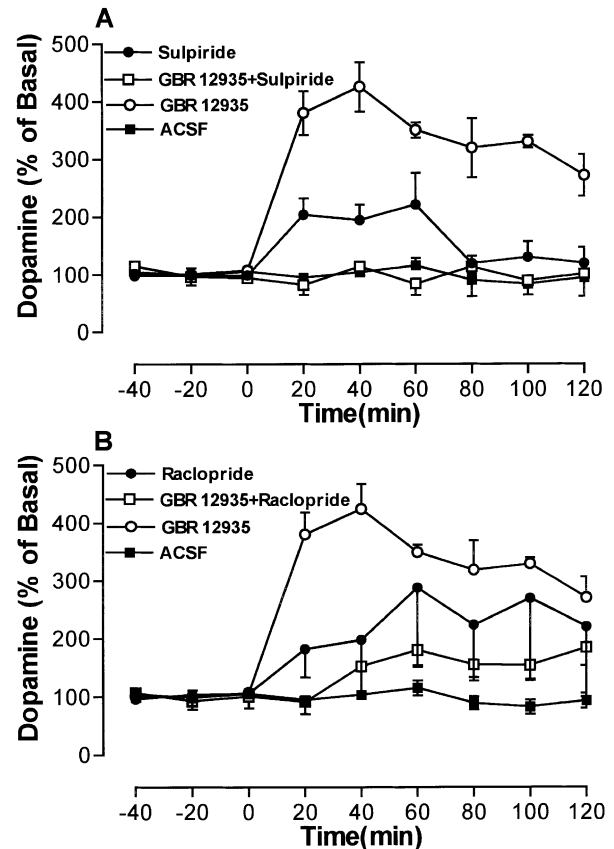 A
500
Sulpiride
GBR 12935+Sulpiride
400
GBR 12935
ACSF
300
200
100
0
Dopamine (% of Basal)
-40 -20 0 20 40 60 80 100 120
Time(min)
B
500
Raclopride
GBR 12935+Raclopride
400
GBR 12935
ACSF
300
200
100
0
Dopamine (% of Basal)
-40 -20 0 20 40 60 80 100 120
Time(min)